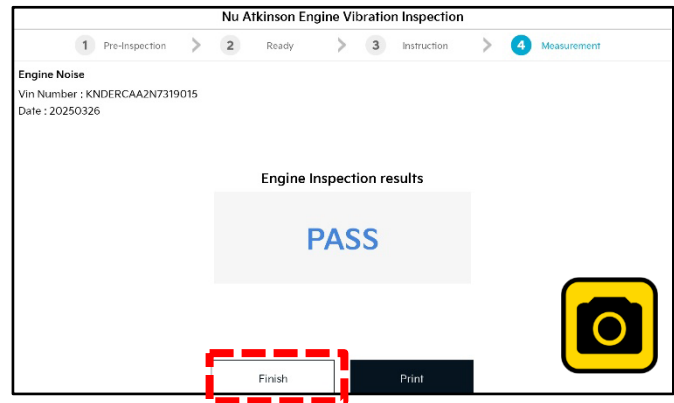 Nu Atkinson Engine Vibration Inspection
1 Pre-Inspection > 2 Ready > 3 Instruction > 4 Measurement
Engine Noise
Vin Number : KNDERCAA2N7319015
Date : 20250326
Engine Inspection results
PASS
Finish Print